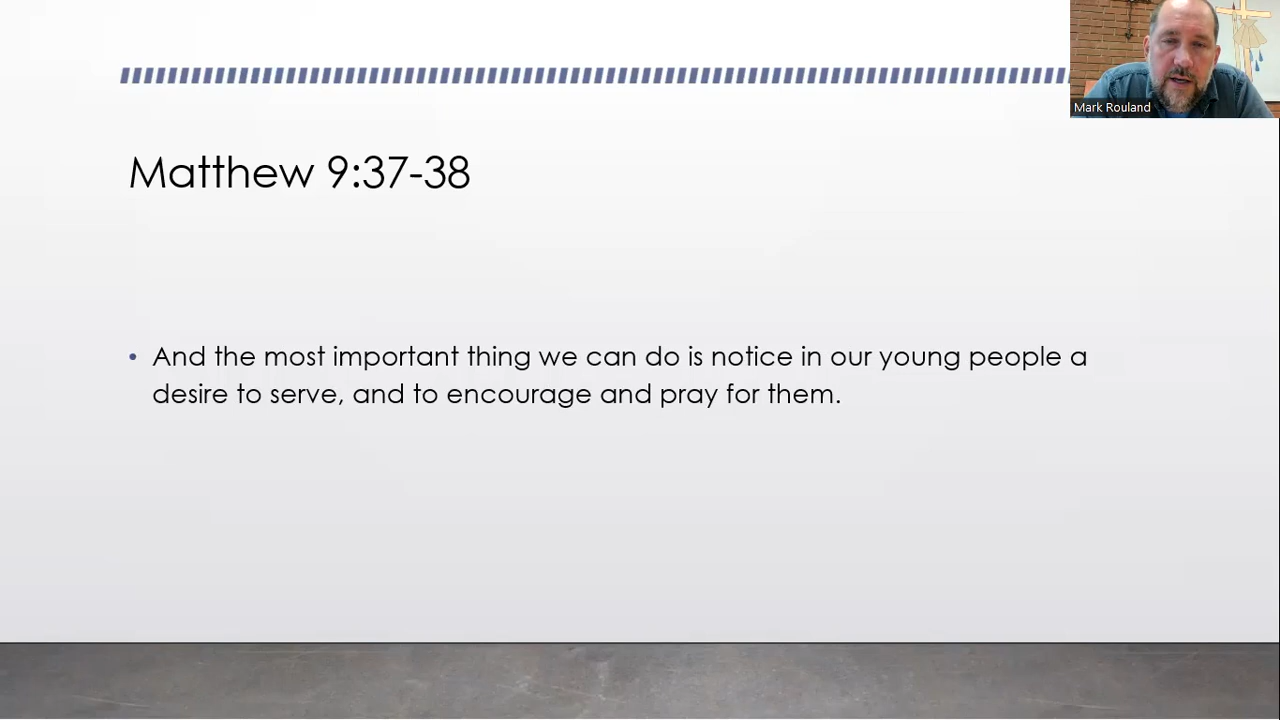 Mark Rouland
Matthew 9:37-38
• And the most important thing we can do is notice in our young people a
desire to serve, and to encourage and pray for them.